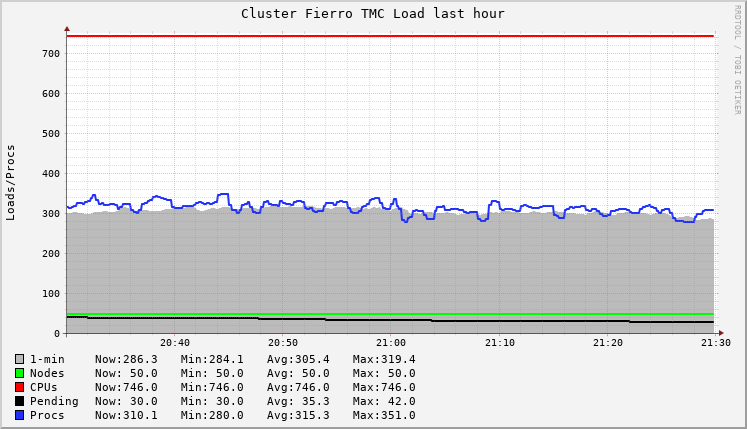 Cluster Fierro TMC Load last hour
RRDTOOL / TOBI OETIKER
Loads/Procs
700
600
500
400
300
200
100
0
20:40 20:50 21:00 21:10 21:20 21:30
1-min Now:286.3 Min:284.1 Avg:305.4 Max:319.4
Nodes Now: 50.0 Min: 50.0 Avg: 50.0 Max: 50.0
CPUs Now:746.0 Min:746.0 Avg:746.0 Max:746.0
Pending Now: 30.0 Min: 30.0 Avg: 35.3 Max: 42.0
Procs Now:310.1 Min:280.0 Avg:315.3 Max:351.0